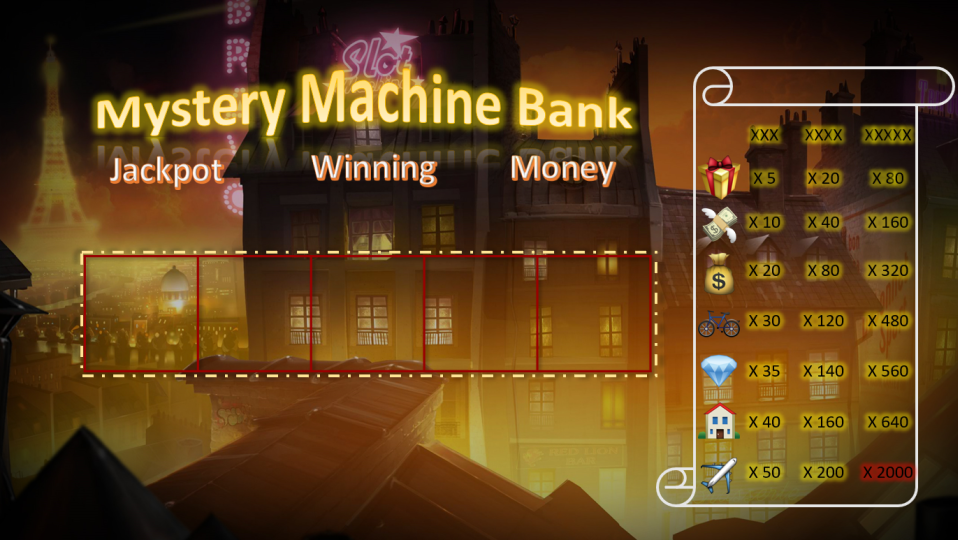 Slot
Mystery Machine Bank
Jackpot Winning Money
XXX XXXX XXXXX
X 5 X 20 X 80
X 10 X 40 X 160
X 20 X 80 X 320
X 30 X 120 X 480
X 35 X 140 X 560
X 40 X 160 X 640
X 50 X 200 X 2000